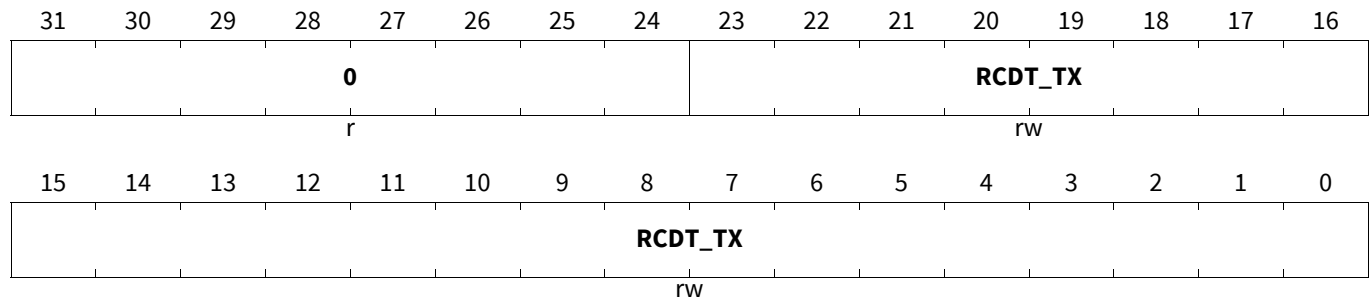 31 30 29 28 27 26 25 24 23 22 21 20 19 18 17 16
0 RCDT_TX
r rw
15 14 13 12 11 10 9 8 7 6 5 4 3 2 1 0
RCDT_TX
rw